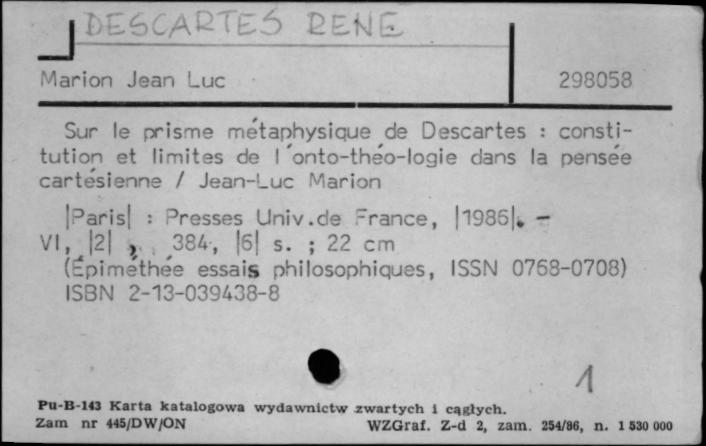 DESCARTES RENE
Marion Jean Luc 298058
Sur le prisme métaphysique de Descartes : consti-
tution et limites de l'onto-théo-logie dans la pensée
cartésienne / Jean-Luc Marion
|Paris| : Presses Univ.de France, |1986|. -
VI, |2| , 384, |6| s. ; 22 cm
(Épiméthée essais philosophiques, ISSN 0768-0708)
ISBN 2-13-039438-8
1
Pu-B-143 Karta katalogowa wydawnictw zwartych i ciągłych.
Zam nr 445/DW/ON WZGraf. Z-d 2, zam. 254/86, n. 1 530 000